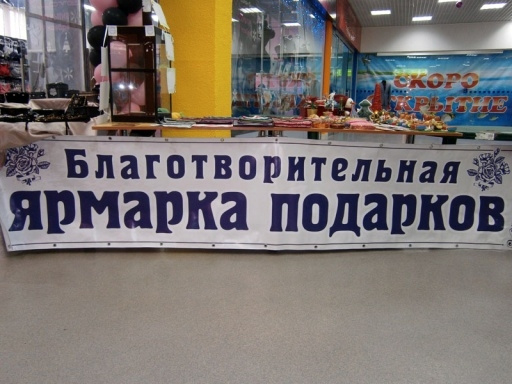 СКОРО
ОТКРЫТИЕ
Благотворительная
ЯРМАРКА ПОДАРКОВ